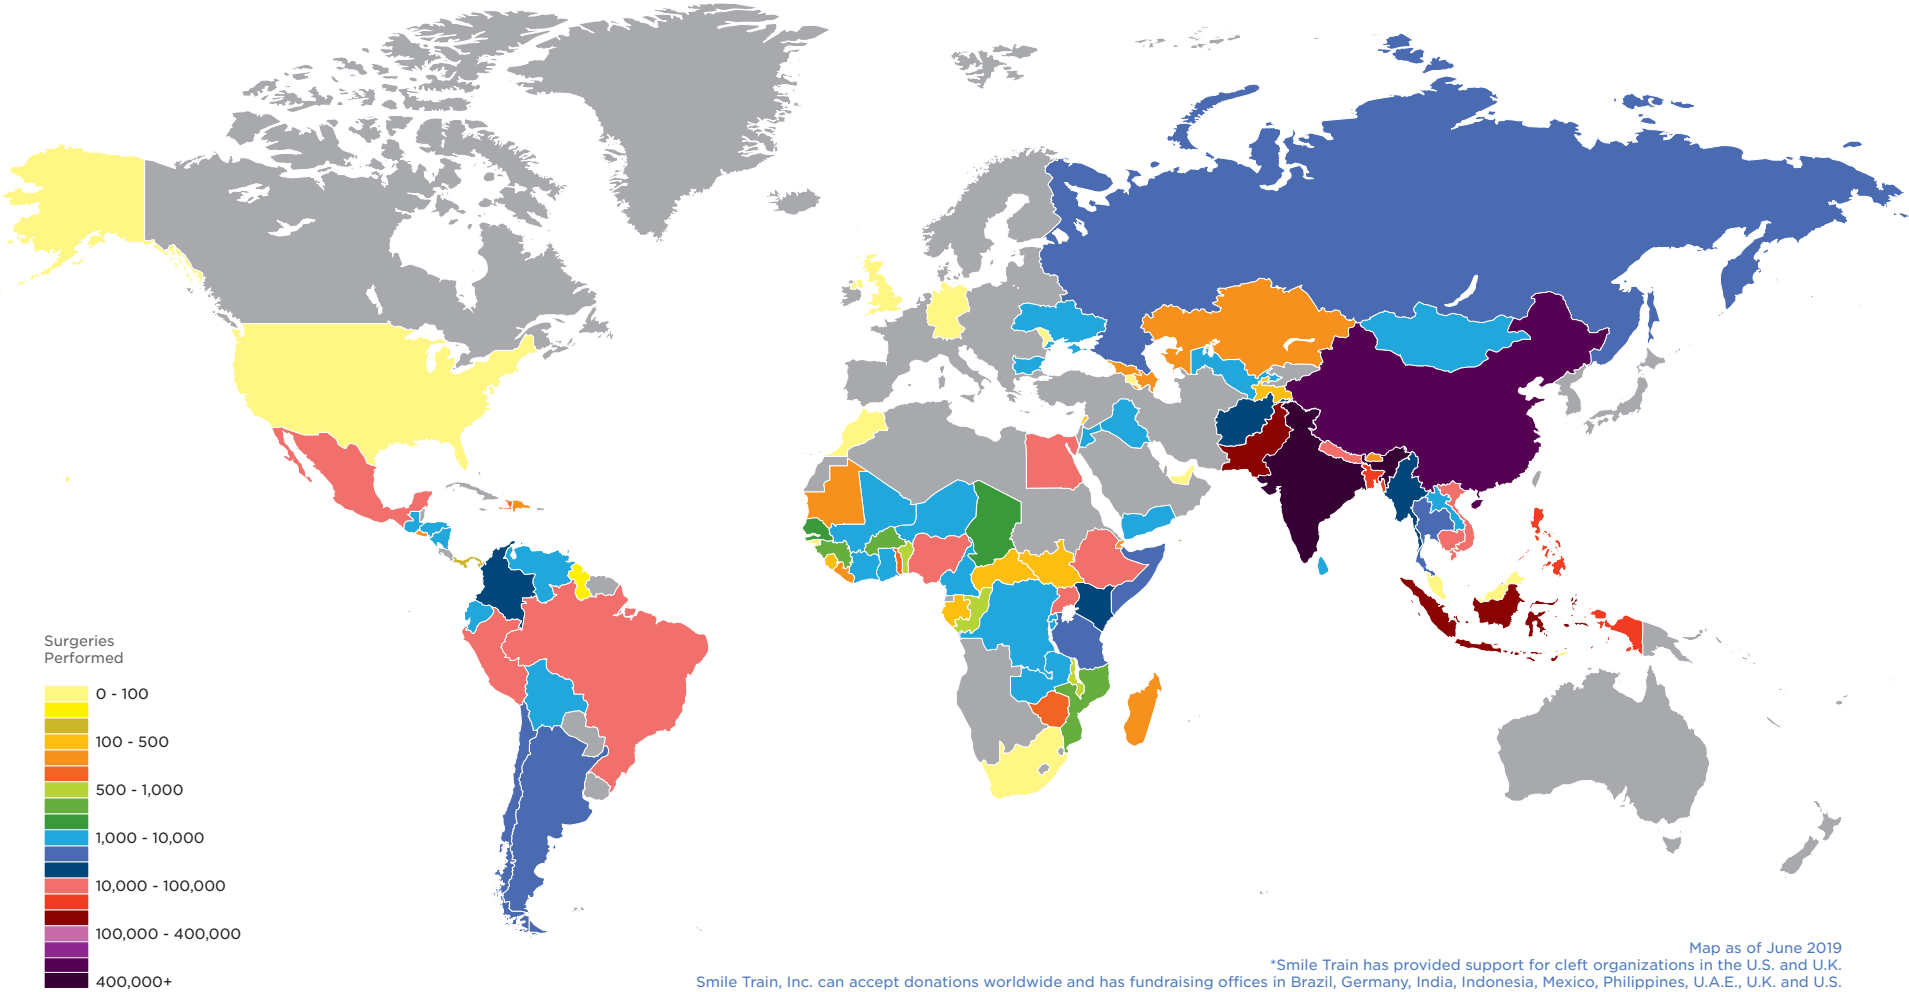 Surgeries
Performed
0 - 100
100 - 500
500 - 1,000
1,000 - 10,000
10,000 - 100,000
100,000 - 400,000
400,000+
Map as of June 2019
*Smile Train has provided support for cleft organizations in the U.S. and U.K.
Smile Train, Inc. can accept donations worldwide and has fundraising offices in Brazil, Germany, India, Indonesia, Mexico, Philippines, U.A.E., U.K. and U.S.